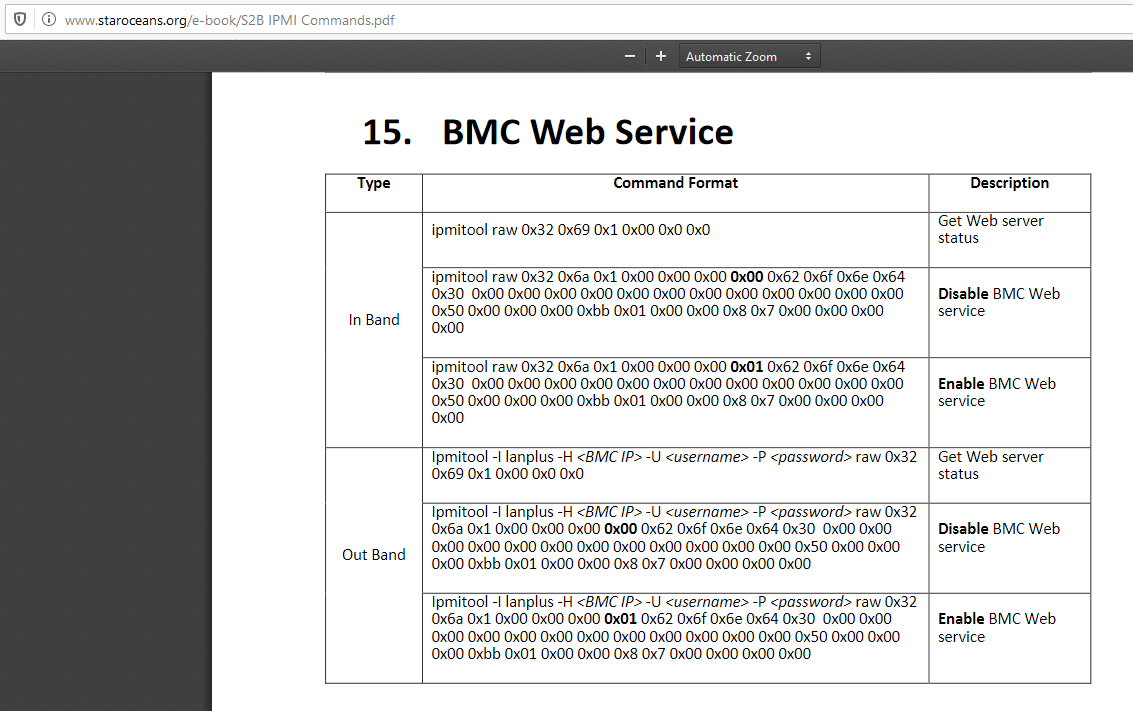 www.staroceans.org/e-book/S2B IPMI Commands.pdf
Automatic Zoom
15. BMC Web Service
Type
Command Format
Description
In Band
ipmitool raw 0x32 0x69 0x1 0x00 0x0 0x0
Get Web server
status
ipmitool raw 0x32 0x6a 0x1 0x00 0x00 0x00 0x00 0x62 0x6f 0x6e 0x64
0x30 0x00 0x00 0x00 0x00 0x00 0x00 0x00 0x00 0x00 0x00 0x00 0x00
0x50 0x00 0x00 0x00 0xbb 0x01 0x00 0x00 0x8 0x7 0x00 0x00 0x00
0x00
Disable BMC Web
service
ipmitool raw 0x32 0x6a 0x1 0x00 0x00 0x00 0x01 0x62 0x6f 0x6e 0x64
0x30 0x00 0x00 0x00 0x00 0x00 0x00 0x00 0x00 0x00 0x00 0x00 0x00
0x50 0x00 0x00 0x00 0xbb 0x01 0x00 0x00 0x8 0x7 0x00 0x00 0x00
0x00
Enable BMC Web
service
Out Band
Ipmitool -I lanplus -H <BMC IP> -U <username> -P <password> raw 0x32
0x69 0x1 0x00 0x0 0x0
Get Web server
status
Ipmitool -I lanplus -H <BMC IP> -U <username> -P <password> raw 0x32
0x6a 0x1 0x00 0x00 0x00 0x00 0x62 0x6f 0x6e 0x64 0x30 0x00 0x00
0x00 0x00 0x00 0x00 0x00 0x00 0x00 0x00 0x00 0x00 0x50 0x00 0x00
0x00 0xbb 0x01 0x00 0x00 0x8 0x7 0x00 0x00 0x00 0x00
Disable BMC Web
service
Ipmitool -I lanplus -H <BMC IP> -U <username> -P <password> raw 0x32
0x6a 0x1 0x00 0x00 0x00 0x01 0x62 0x6f 0x6e 0x64 0x30 0x00 0x00
0x00 0x00 0x00 0x00 0x00 0x00 0x00 0x00 0x00 0x00 0x50 0x00 0x00
0x00 0xbb 0x01 0x00 0x00 0x8 0x7 0x00 0x00 0x00 0x00
Enable BMC Web
service